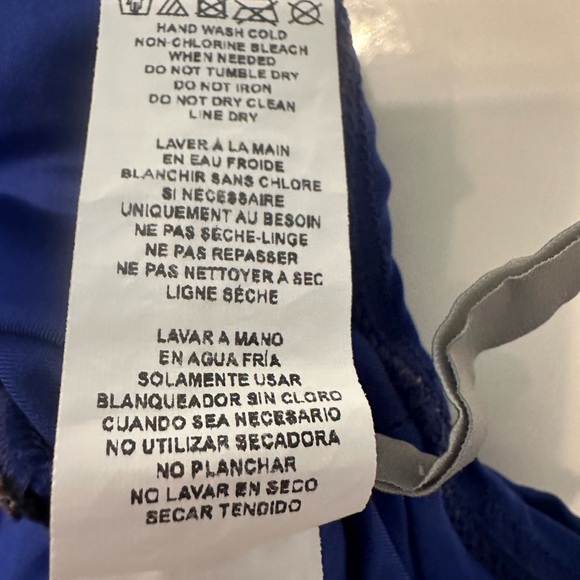 HAND WASH COLD
NON-CHLORINE BLEACH
WHEN NEEDED
DO NOT TUMBLE DRY
DO NOT IRON
DO NOT DRY CLEAN
LINE DRY
LAVER À LA MAIN
EN EAU FROIDE
BLANCHIR SANS CHLORE
SI NÉCESSAIRE
UNIQUEMENT AU BESOIN
NE PAS SÈCHE-LINGE
NE PAS REPASSER
NE PAS NETTOYER A SEC
LIGNE SÈCHE
LAVAR A MANO
EN AGUA FRÍA
SOLAMENTE USAR
BLANQUEADOR SIN CLORO
CUANDO SEA NECESARIO
NO UTILIZAR SECADORA
NO PLANCHAR
NO LAVAR EN SECO
SECAR TENDIDO